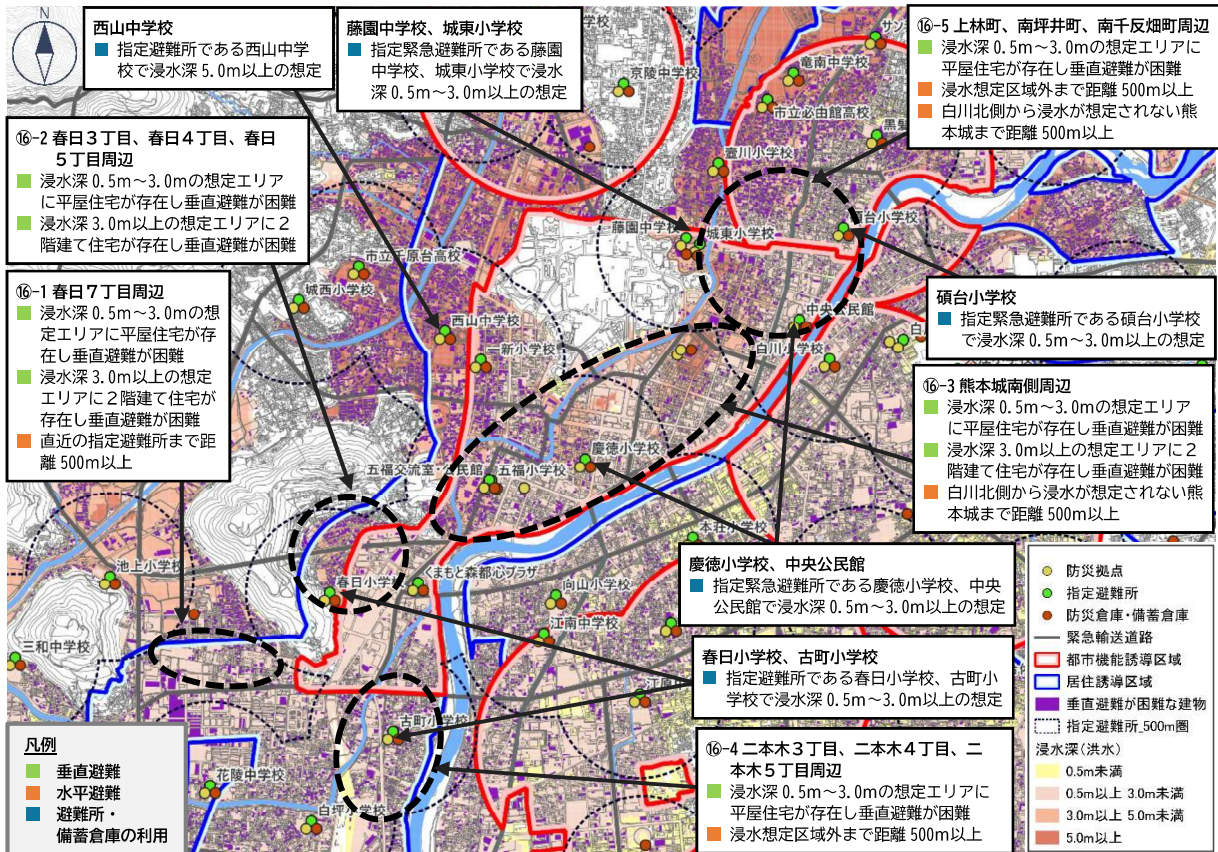 西山中学校
■ 指定避難所である西山中学
校で浸水深5.0m以上の想定
藤園中学校、城東小学校
■ 指定緊急避難所である藤園
中学校、城東小学校で浸水
深0.5m~3.0m以上の想定
⑯-5 上林町、南坪井町、南千反畑町周辺
■ 浸水深0.5m~3.0mの想定エリアに
平屋住宅が存在し垂直避難が困難
■ 浸水想定区域外まで距離500m以上
■ 白川北側から浸水が想定されない熊
本城まで距離500m以上
⑯-2 春日3丁目、春日4丁目、春日
5丁目周辺
■ 浸水深0.5m~3.0mの想定エリア
に平屋住宅が存在し垂直避難が困難
■ 浸水深3.0m以上の想定エリアに2
階建て住宅が存在し垂直避難が困難
⑯-1 春日7丁目周辺
■ 浸水深0.5m~3.0mの想
定エリアに平屋住宅が存
在し垂直避難が困難
■ 浸水深3.0m以上の想定
エリアに2階建て住宅が
存在し垂直避難が困難
■ 直近の指定避難所まで距
離500m以上
碩台小学校
■ 指定緊急避難所である碩台小学校
で浸水深0.5m~3.0m以上の想定
⑯-3 熊本城南側周辺
■ 浸水深0.5m~3.0mの想定エリア
に平屋住宅が存在し垂直避難が困難
■ 浸水深3.0m以上の想定エリアに2
階建て住宅が存在し垂直避難が困難
■ 白川北側から浸水が想定されない熊
本城まで距離500m以上
慶徳小学校、中央公民館
■ 指定緊急避難所である慶徳小学校、中央
公民館で浸水深0.5m~3.0m以上の想定
春日小学校、古町小学校
■ 指定避難所である春日小学校、古町小
学校で浸水深0.5m~3.0m以上の想定
⑯-4 二本木3丁目、二本木4丁目、二
本木5丁目周辺
■ 浸水深0.5m~3.0mの想定エリアに
平屋住宅が存在し垂直避難が困難
■ 浸水想定区域外まで距離500m以上
京陵中学校
竜南中学校
市立必由館高校
壺川小学校
藤園中学校
城東小学校
台小学校
中央公民館
白川小学校
市立千原台高校
城西小学校
西山中学校
一新小学校
慶徳小学校
五福交流室・公民館
五福小学校
本荘小学校
池上小学校
春日小学校
くまもと森都心プラザ
向山小学校
江南中学校
三和中学校
古町小学校
花陵中学校
白坪小学校
凡例
■ 垂直避難
■ 水平避難
■ 避難所・
備蓄倉庫の利用
防災拠点
指定避難所
防災倉庫・備蓄倉庫
緊急輸送道路
都市機能誘導区域
居住誘導区域
垂直避難が困難な建物
指定避難所_500m圏
浸水深(洪水)
0.5m未満
0.5m以上 3.0m未満
3.0m以上 5.0m未満
5.0m以上